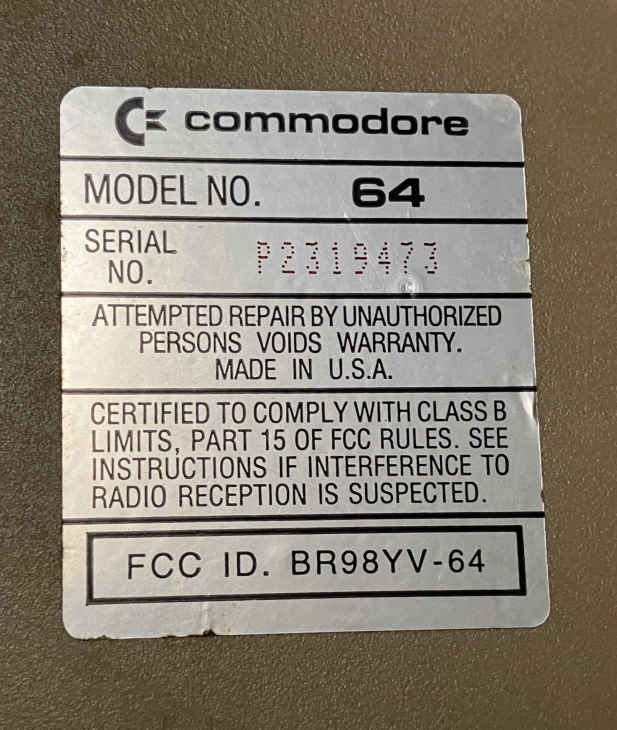 commodore
MODEL NO. 64
SERIAL
NO. P2319473
ATTEMPTED REPAIR BY UNAUTHORIZED
PERSONS VOIDS WARRANTY.
MADE IN U.S.A.
CERTIFIED TO COMPLY WITH CLASS B
LIMITS, PART 15 OF FCC RULES. SEE
INSTRUCTIONS IF INTERFERENCE TO
RADIO RECEPTION IS SUSPECTED.
FCC ID. BR98YV-64